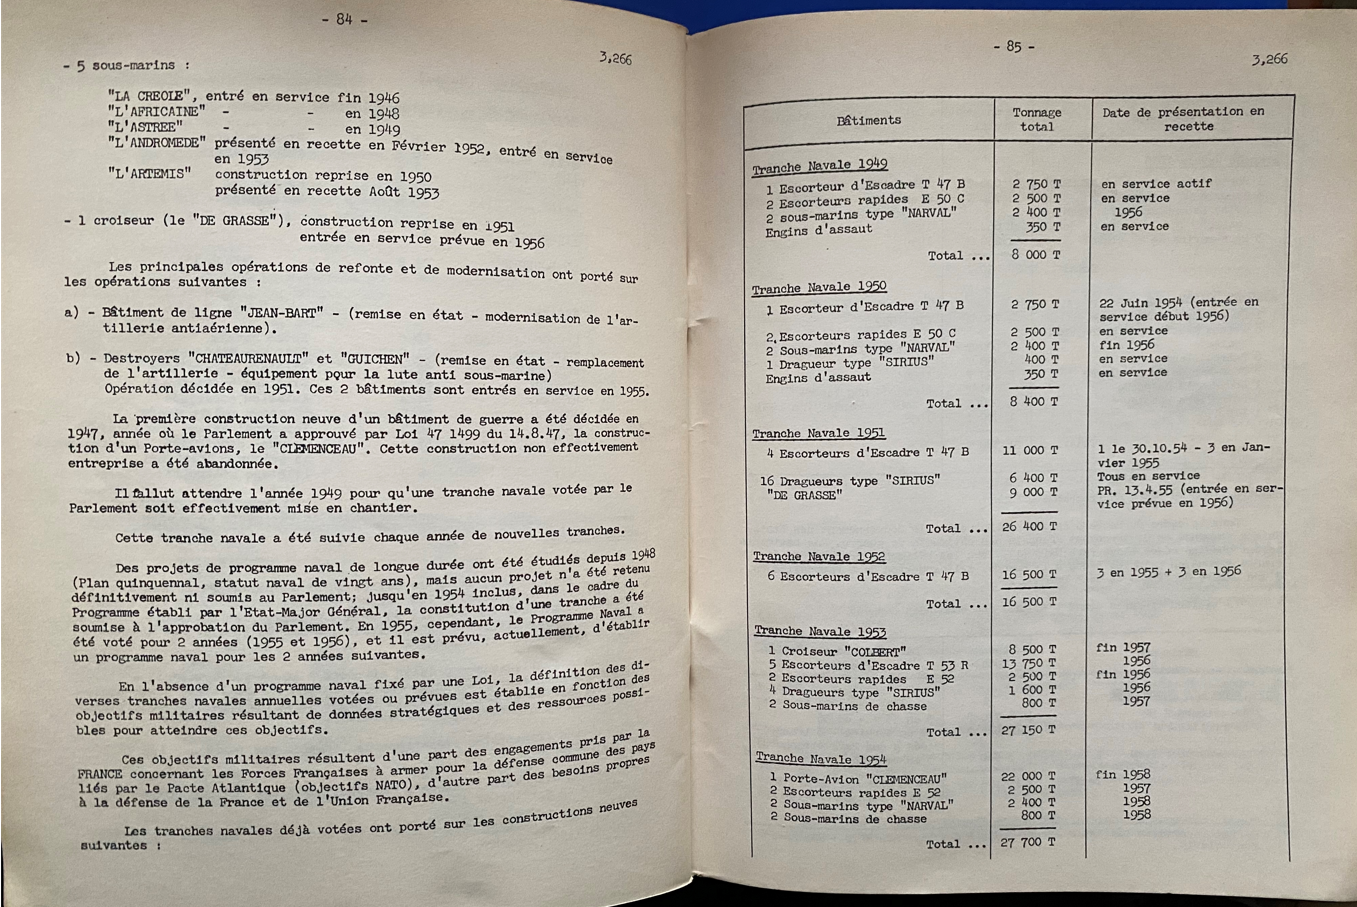 - 84 -
3,266
- 5 sous-marins :
"LA CREOLE", entré en service fin 1946
"L'AFRICAINE" - - en 1948
"L'ASTREE" - - en 1949
"L'ANDROMEDE" présenté en recette en Février 1952, entré en service
en 1953
"L'ARTEMIS" construction reprise en 1950
présenté en recette Août 1953
- 1 croiseur (le "DE GRASSE"), construction reprise en 1951
entrée en service prévue en 1956
Les principales opérations de refonte et de modernisation ont porté sur
les opérations suivantes :
a) - Bâtiment de ligne "JEAN-BART" - (remise en état - modernisation de l'ar-
tillerie antiaérienne).
b) - Destroyers "CHATEAURENAULT" et "GUICHEN" - (remise en état - remplacement
de l'artillerie - équipement pour la lute anti sous-marine)
Opération décidée en 1951. Ces 2 bâtiments sont entrés en service en 1955.
La première construction neuve d'un bâtiment de guerre a été décidée en
1947, année où le Parlement a approuvé par Loi 47 1499 du 14.8.47, la construc-
tion d'un Porte-avions, le "CLEMENCEAU". Cette construction non effectivement
entreprise a été abandonnée.
Il fallut attendre l'année 1949 pour qu'une tranche navale votée par le
Parlement soit effectivement mise en chantier.
Cette tranche navale a été suivie chaque année de nouvelles tranches.
Des projets de programme naval de longue durée ont été étudiés depuis 1948
(Plan quinquennal, statut naval de vingt ans), mais aucun projet n'a été retenu
définitivement ni soumis au Parlement; jusqu'en 1954 inclus, dans le cadre du
Programme établi par l'Etat-Major Général, la constitution d'une tranche a été
soumise à l'approbation du Parlement. En 1955, cependant, le Programme Naval a
été voté pour 2 années (1955 et 1956), et il est prévu, actuellement, d'établir
un programme naval pour les 2 années suivantes.
En l'absence d'un programme naval fixé par une Loi, la définition des di-
verses tranches navales annuelles votées ou prévues est établie en fonction des
objectifs militaires résultant de données stratégiques et des ressources possi-
bles pour atteindre ces objectifs.
Ces objectifs militaires résultent d'une part des engagements pris par la
FRANCE concernant les Forces Françaises à armer pour la défense commune des pays
liés par le Pacte Atlantique (objectifs NATO), d'autre part des besoins propres
à la défense de la France et de l'Union Française.
Les tranches navales déjà votées ont porté sur les constructions neuves
suivantes :
- 85 -
3,266
Bâtiments Tonnage total Date de présentation en recette
Tranche Navale 1949
1 Escorteur d'Escadre T 47 B 2 750 T en service actif
2 Escorteurs rapides E 50 C 2 500 T en service
2 sous-marins type "NARVAL" 2 400 T 1956
Engins d'assaut 350 T en service
Total ... 8 000 T
Tranche Navale 1950
1 Escorteur d'Escadre T 47 B 2 750 T 22 Juin 1954 (entrée en
service début 1956)
2 Escorteurs rapides E 50 C 2 500 T en service
2 Sous-marins type "NARVAL" 2 400 T fin 1956
1 Dragueur type "SIRIUS" 400 T en service
Engins d'assaut 350 T en service
Total ... 8 400 T
Tranche Navale 1951
4 Escorteurs d'Escadre T 47 B 11 000 T 1 le 30.10.54 - 3 en Jan-
vier 1955
16 Dragueurs type "SIRIUS" 6 400 T Tous en service
"DE GRASSE" 9 000 T PR. 13.4.55 (entrée en ser-
vice prévue en 1956)
Total ... 26 400 T
Tranche Navale 1952
6 Escorteurs d'Escadre T 47 B 16 500 T 3 en 1955 + 3 en 1956
Total ... 16 500 T
Tranche Navale 1953
1 Croiseur "COLBERT" 8 500 T fin 1957
5 Escorteurs d'Escadre T 53 R 13 750 T 1956
2 Escorteurs rapides E 52 2 500 T fin 1956
4 Dragueurs type "SIRIUS" 1 600 T 1956
2 Sous-marins de chasse 800 T 1957
Total ... 27 150 T
Tranche Navale 1954
1 Porte-Avion "CLEMENCEAU" 22 000 T fin 1958
2 Escorteurs rapides E 52 2 500 T 1957
2 Sous-marins type "NARVAL" 2 400 T 1958
2 Sous-marins de chasse 800 T 1958
Total ... 27 700 T